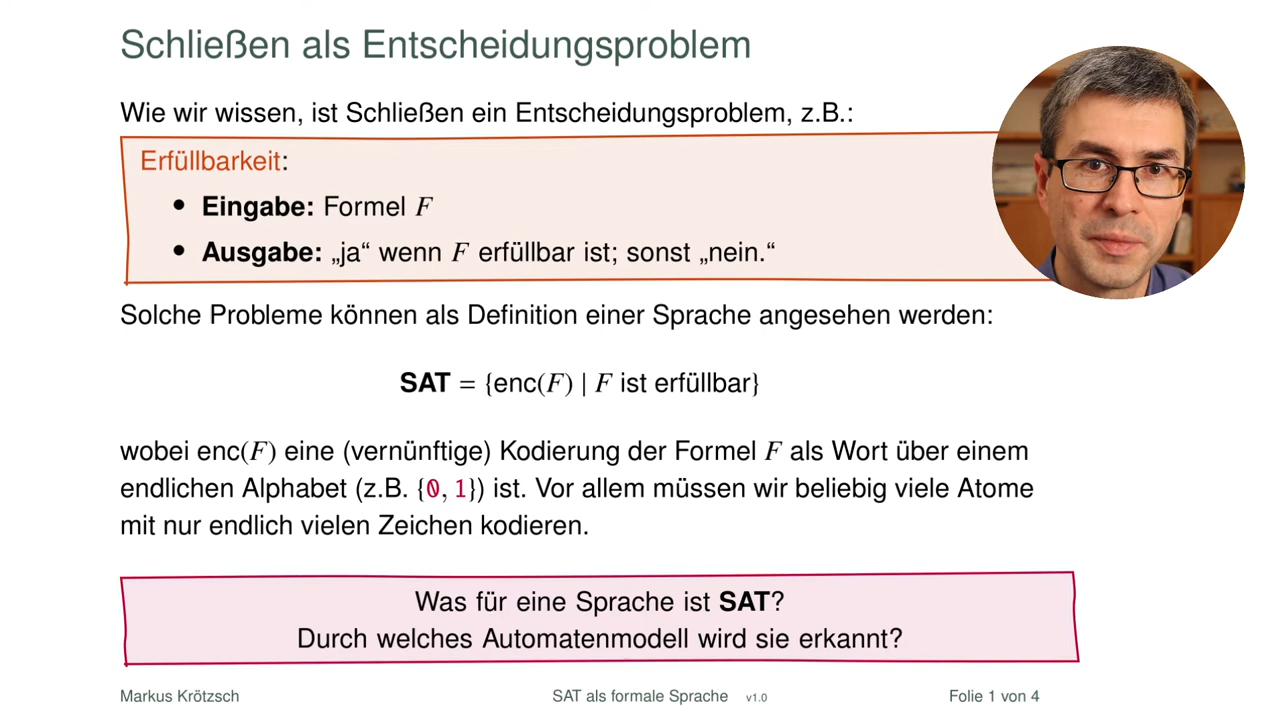 Schließen als Entscheidungsproblem
Wie wir wissen, ist Schließen ein Entscheidungsproblem, z.B.:
Erfüllbarkeit:
• Eingabe: Formel F
• Ausgabe: „ja“ wenn F erfüllbar ist; sonst „nein.“
Solche Probleme können als Definition einer Sprache angesehen werden:
SAT = {enc(F) | F ist erfüllbar}
wobei enc(F) eine (vernünftige) Kodierung der Formel F als Wort über einem
endlichen Alphabet (z.B. {0, 1}) ist. Vor allem müssen wir beliebig viele Atome
mit nur endlich vielen Zeichen kodieren.
Was für eine Sprache ist SAT?
Durch welches Automatenmodell wird sie erkannt?
Markus Krötzsch SAT als formale Sprache v1.0 Folie 1 von 4